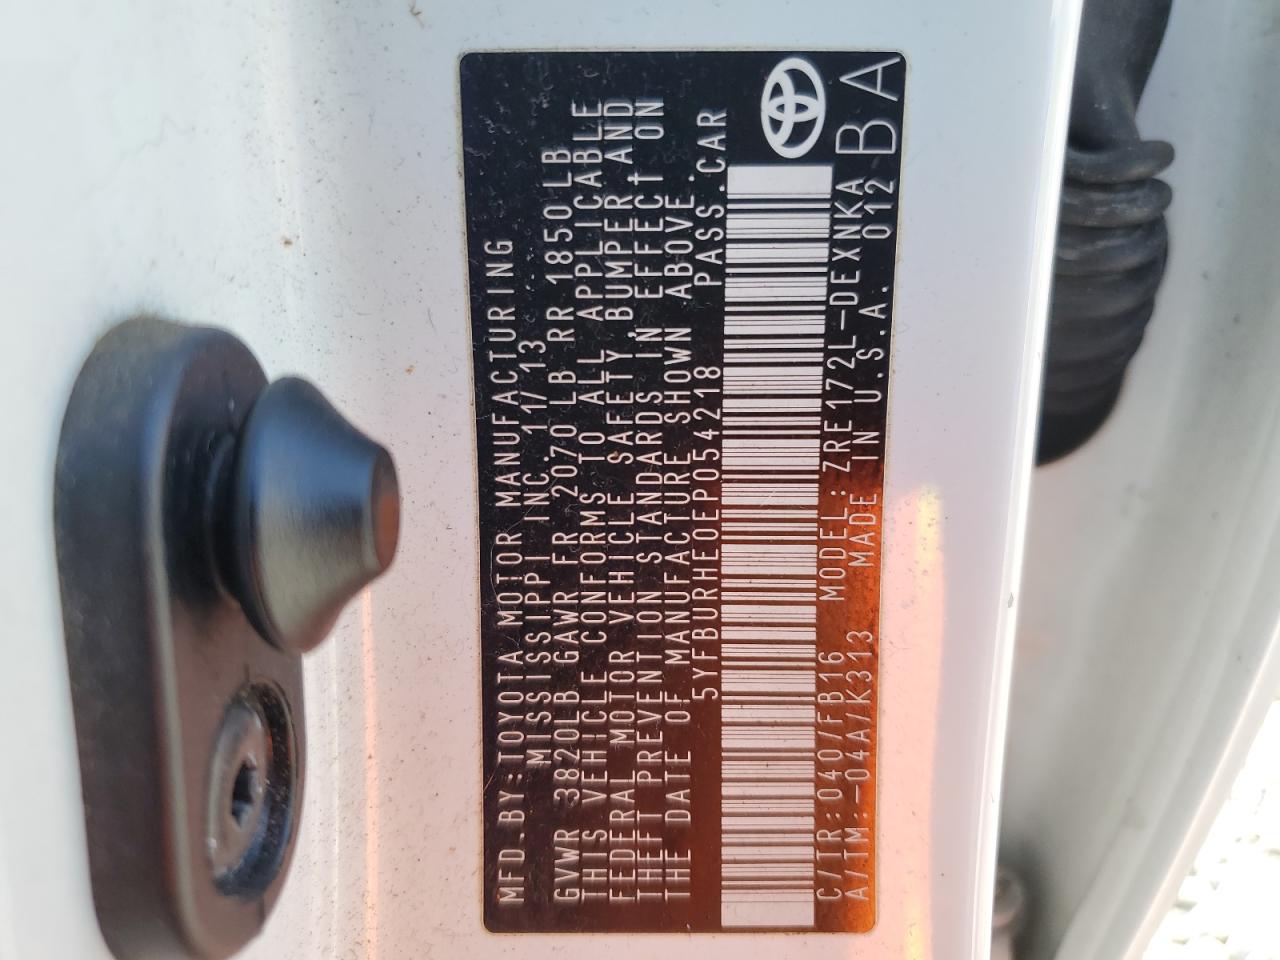 MFD.BY:TOYOTA MOTOR MANUFACTURING
MISSISSIPPI INC. 11/13
GVWR 3820LB GAWR FR 2070 LB RR 1850 LB
THIS VEHICLE CONFORMS TO ALL APPLICABLE
FEDERAL MOTOR VEHICLE SAFETY, BUMPER, AND
THEFT PREVENTION STANDARDS IN EFFECT ON
THE DATE OF MANUFACTURE SHOWN ABOVE.
5YFBURHE0EP054218 PASS.CAR
C/TR:040/FB16 MODEL:ZRE172L-DEXNKA
A/TM:-04A/K313 MADE IN U.S.A. 012
BA